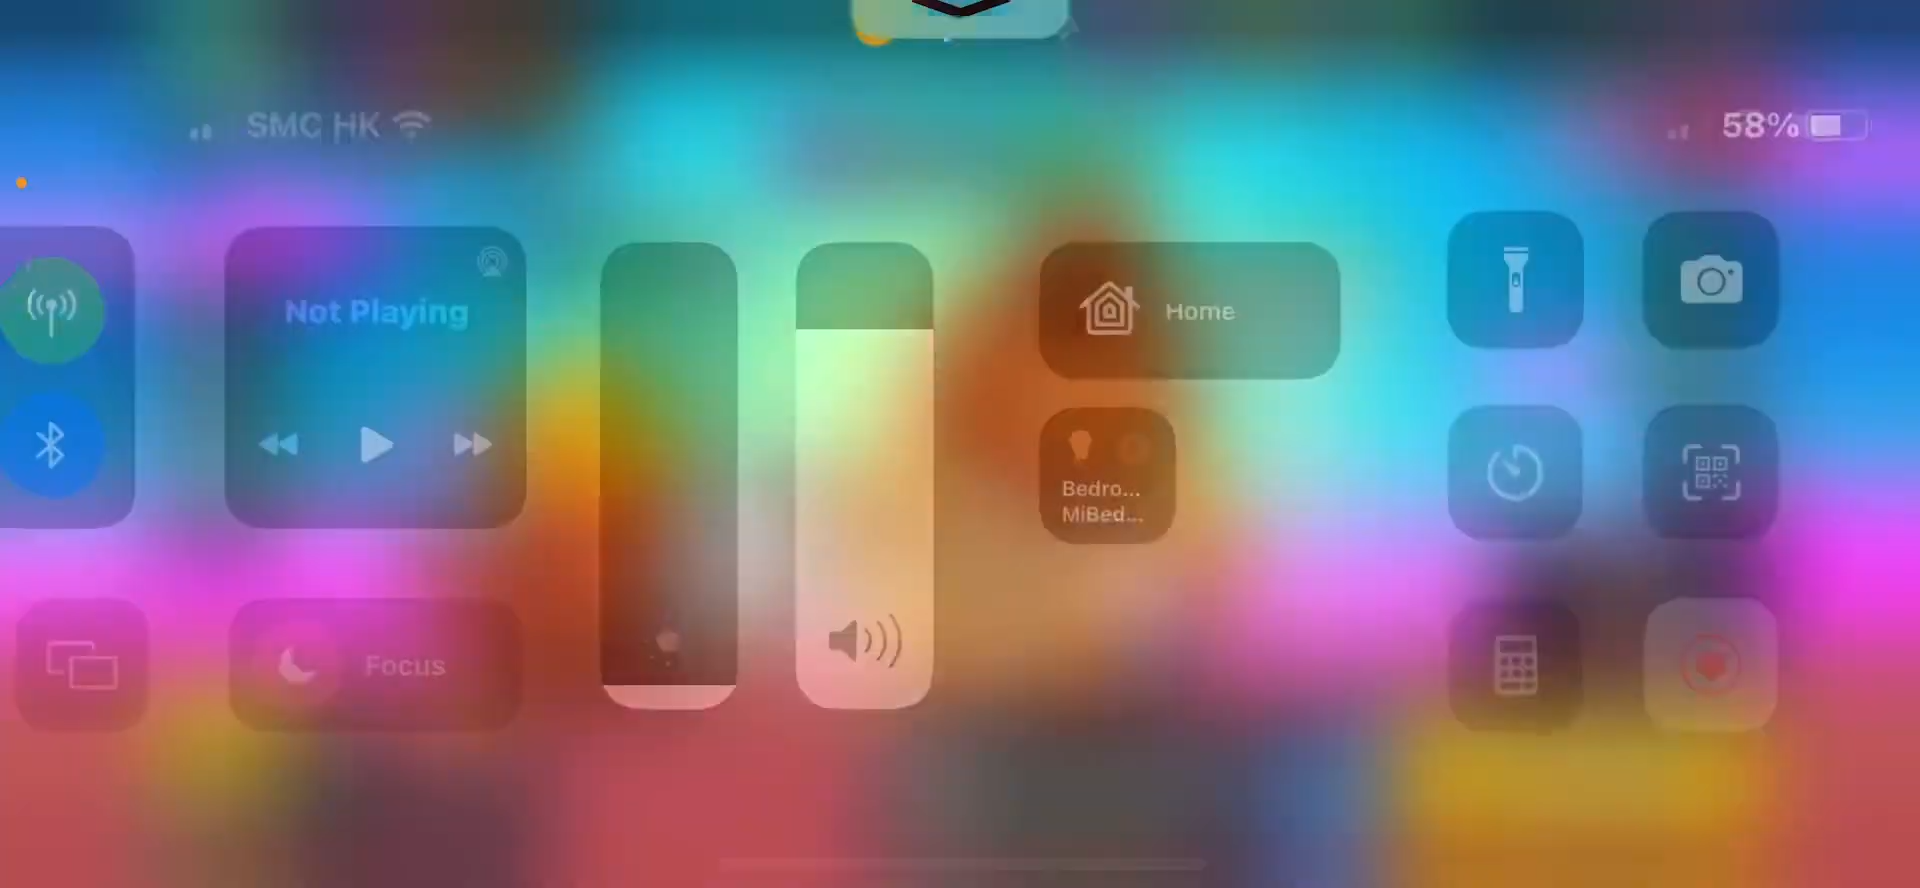 SMC HK
58%
Not Playing
Home
Bedro...
MiBed...
Focus